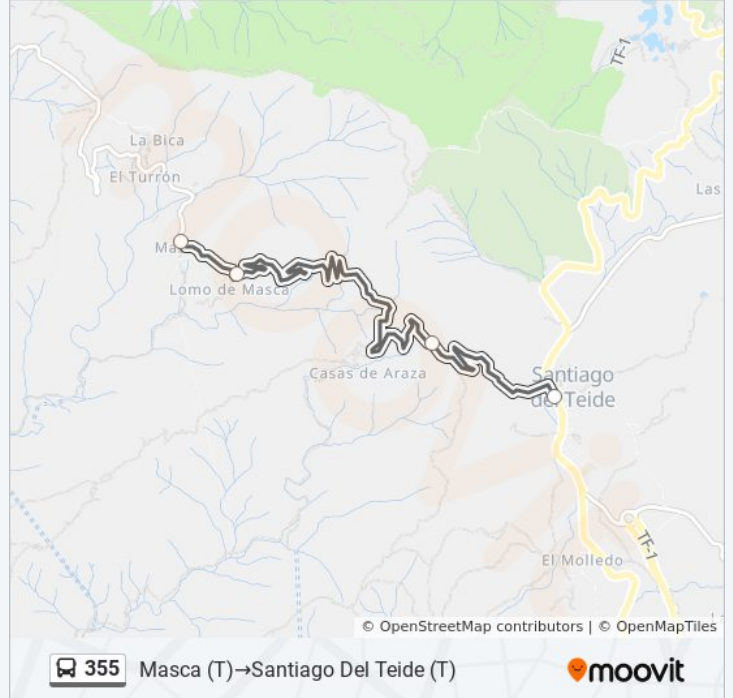 TF-1
La Bica
El Turrón
Las
Mas
Lomo de Masca
Casas de Araza
Santiago
del Teide
TF-1
El Molledo
© OpenStreetMap contributors | © OpenMapTiles
355 Masca (T)→Santiago Del Teide (T)
moovit